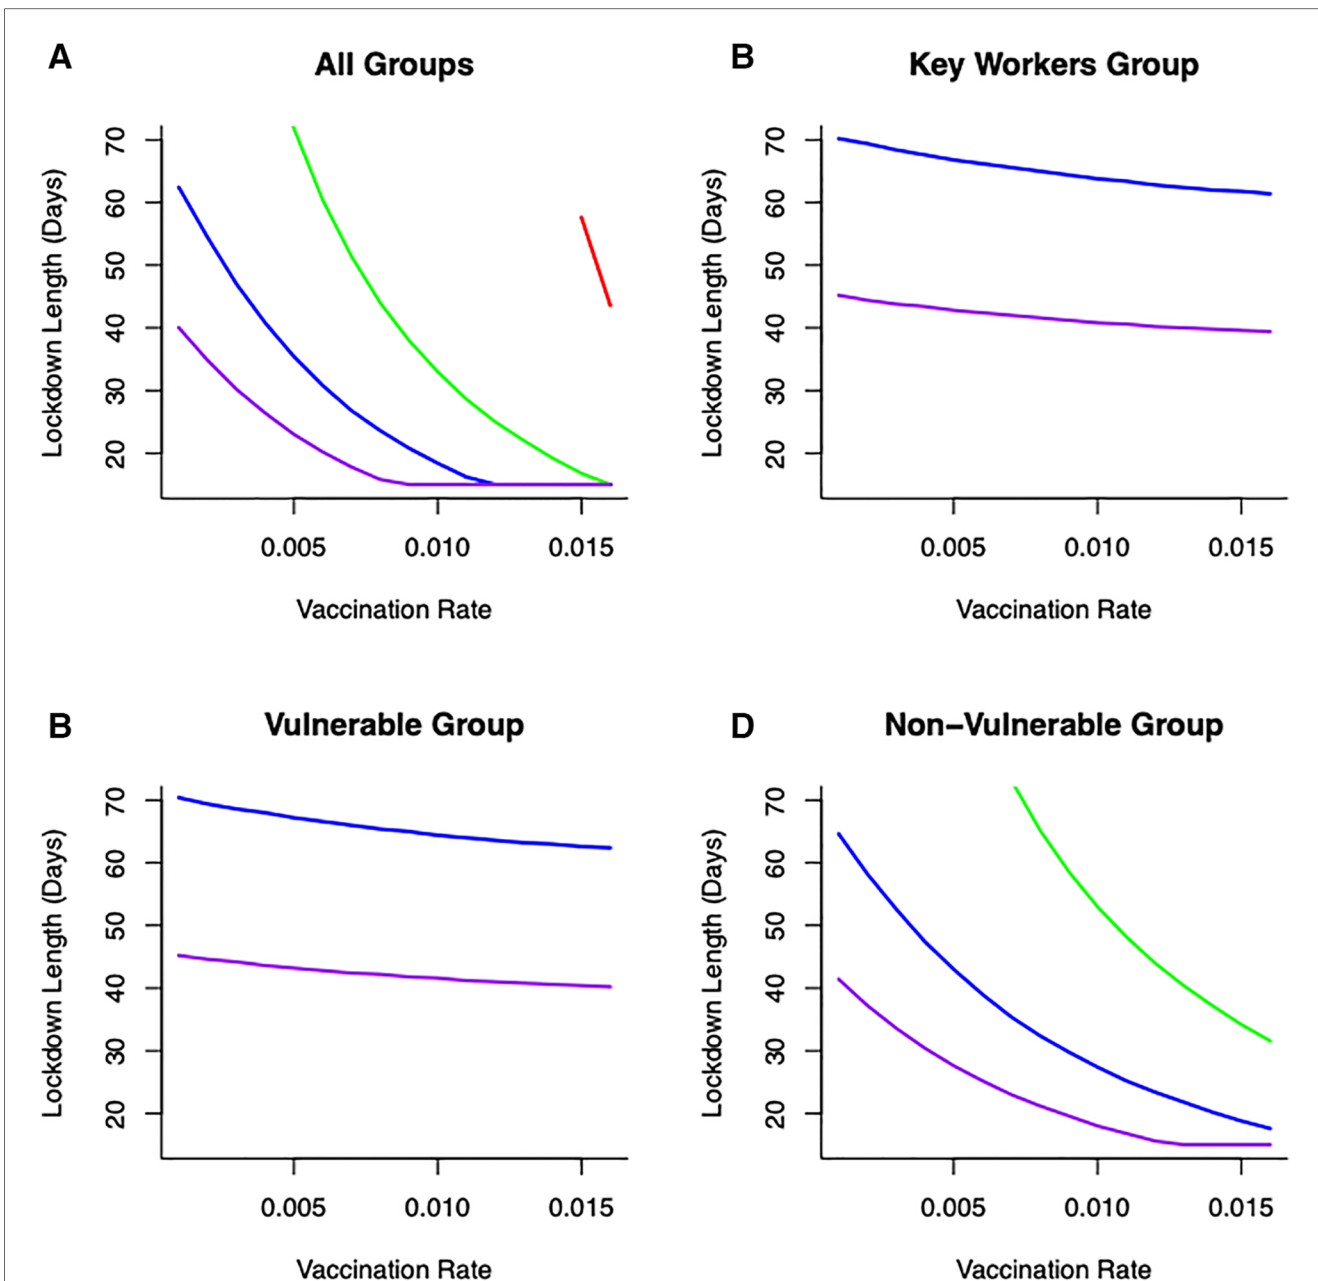 A
All Groups
Lockdown Length (Days)
70
60
50
40
30
20
0.005 0.010 0.015
Vaccination Rate
B
Key Workers Group
Lockdown Length (Days)
70
60
50
40
30
20
0.005 0.010 0.015
Vaccination Rate
B
Vulnerable Group
Lockdown Length (Days)
70
60
50
40
30
20
0.005 0.010 0.015
Vaccination Rate
D
Non–Vulnerable Group
Lockdown Length (Days)
70
60
50
40
30
20
0.005 0.010 0.015
Vaccination Rate